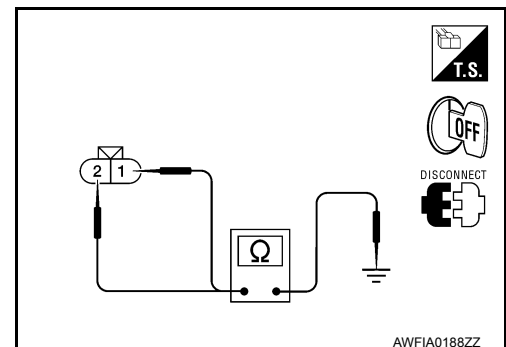 T.S.
OFF
DISCONNECT
2 1
Ω
AWFIA0188ZZ